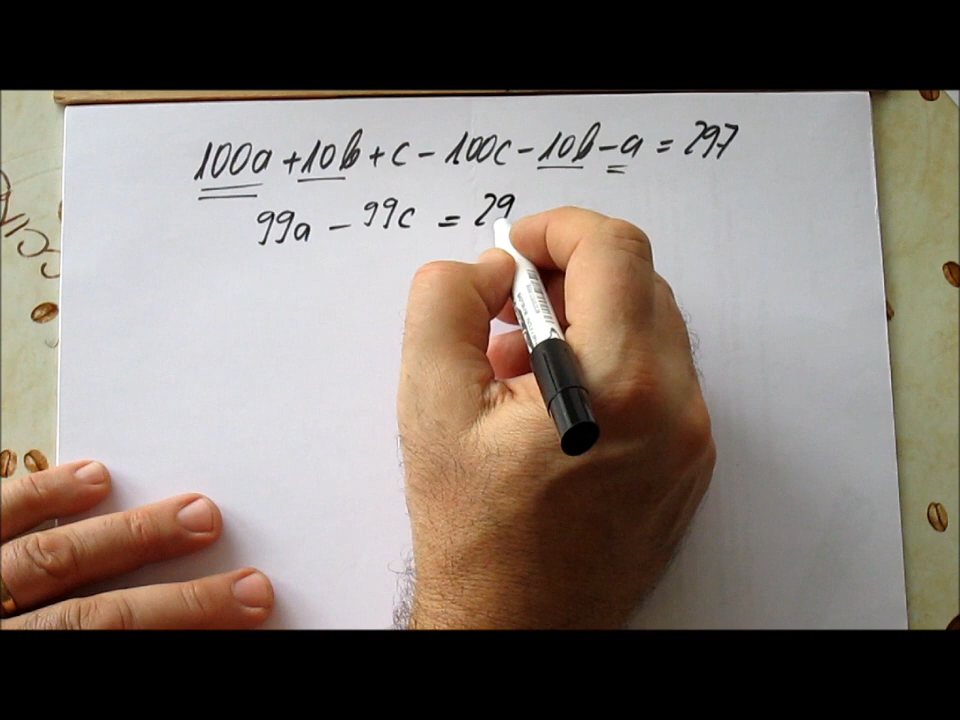 100a + 10b + c - 100c - 10b - a = 297
99a - 99c = 29